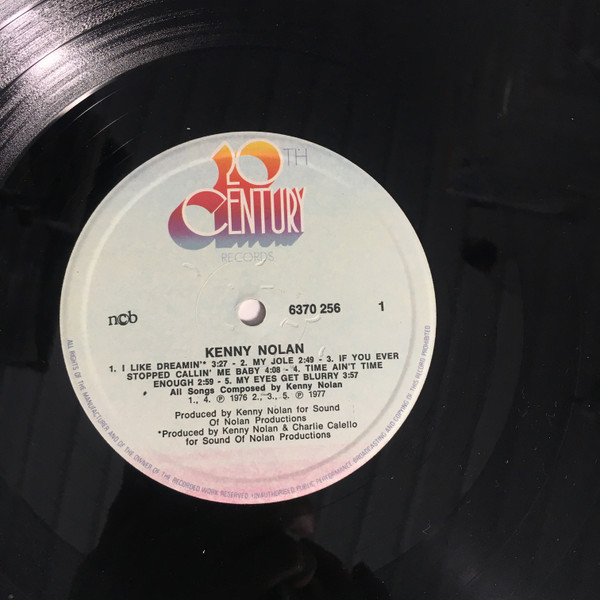 20TH
CENTURY
RECORDS
ncb
6370 256
1
KENNY NOLAN
1. I LIKE DREAMIN'* 3:27 - 2. MY JOLE 2:49 - 3. IF YOU EVER
STOPPED CALLIN' ME BABY 4:08 - 4. TIME AIN'T TIME
ENOUGH 2:59 - 5. MY EYES GET BLURRY 3:57
All Songs Composed by Kenny Nolan
1., 4. ℗ 1976 2., 3., 5. ℗ 1977
Produced by Kenny Nolan for Sound
Of Nolan Productions
*Produced by Kenny Nolan & Charlie Calello
for Sound Of Nolan Productions
ALL RIGHTS OF THE MANUFACTURER AND OF THE OWNER OF THE RECORDED WORK RESERVED. UNAUTHORISED PUBLIC PERFORMANCE, BROADCASTING AND COPYING OF THIS RECORD PROHIBITED